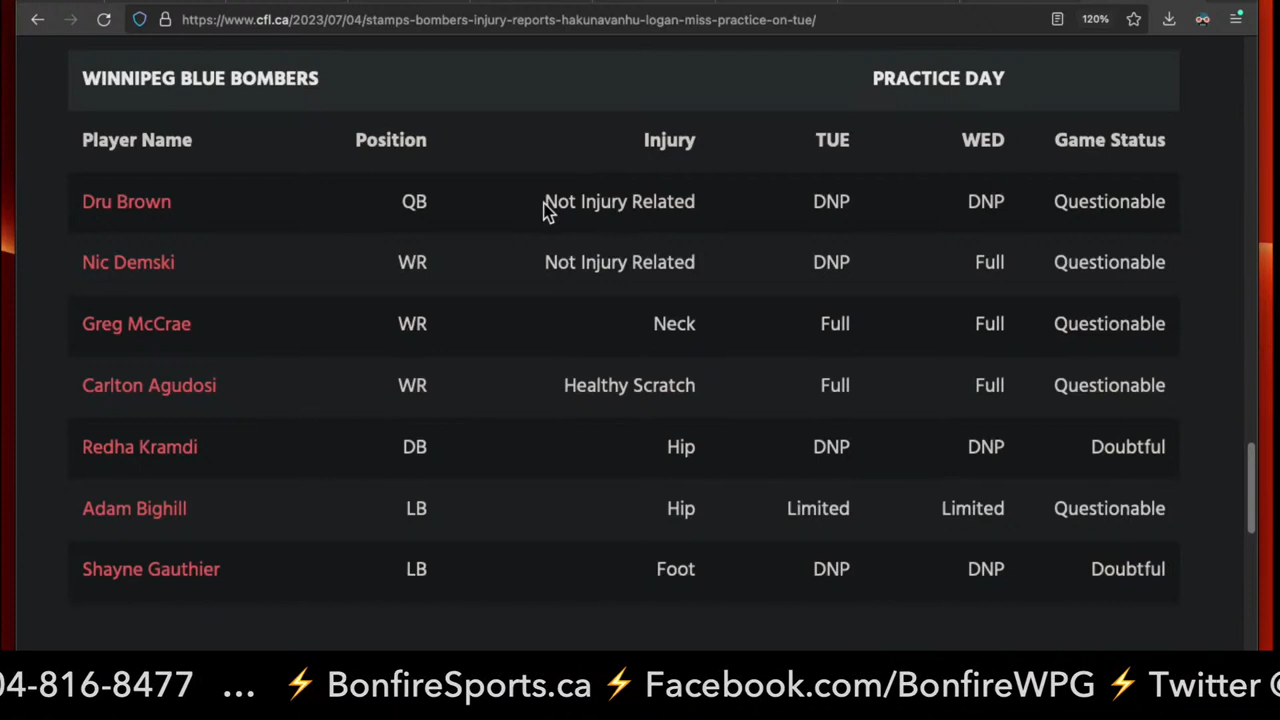 https://www.cfl.ca/2023/07/04/stamps-bombers-injury-reports-hakunavanhu-logan-miss-practice-on-tue/ 120%
WINNIPEG BLUE BOMBERS PRACTICE DAY
Player Name Position Injury TUE WED Game Status
Dru Brown QB Not Injury Related DNP DNP Questionable
Nic Demski WR Not Injury Related DNP Full Questionable
Greg McCrae WR Neck Full Full Questionable
Carlton Agudosi WR Healthy Scratch Full Full Questionable
Redha Kramdi DB Hip DNP DNP Doubtful
Adam Bighill LB Hip Limited Limited Questionable
Shayne Gauthier LB Foot DNP DNP Doubtful
04-816-8477 ... ⚡ BonfireSports.ca ⚡ Facebook.com/BonfireWPG ⚡ Twitter